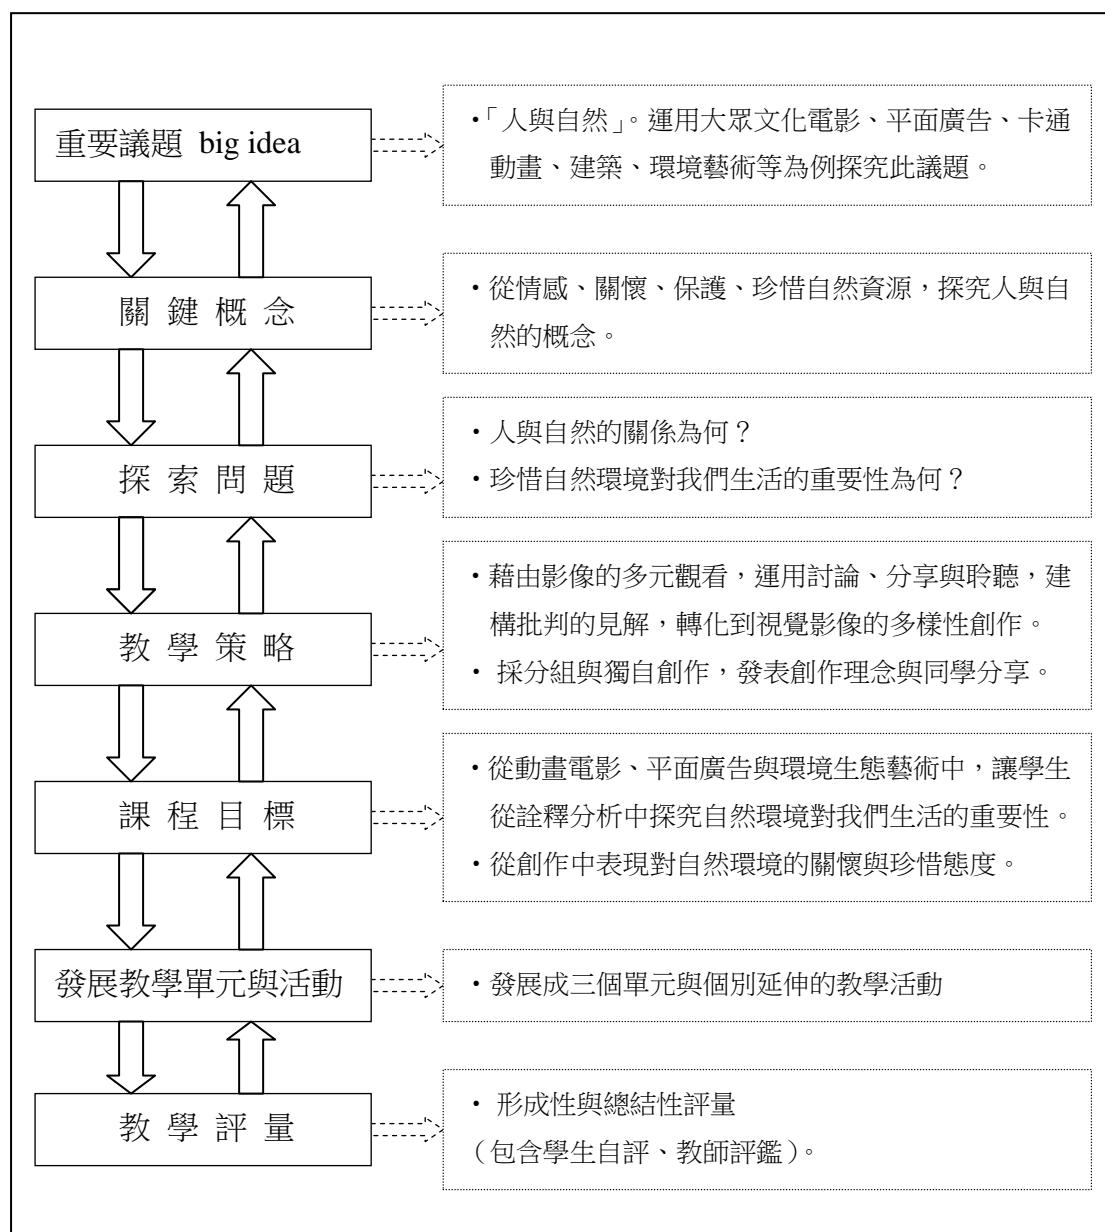 重要議題 big idea
・「人與自然」。運用大眾文化電影、平面廣告、卡通
動畫、建築、環境藝術等為例探究此議題。
關鍵概念
・從情感、關懷、保護、珍惜自然資源，探究人與自
然的概念。
探索問題
・人與自然的關係為何？
・珍惜自然環境對我們生活的重要性為何？
教學策略
・藉由影像的多元觀看，運用討論、分享與聆聽，建
構批判的見解，轉化到視覺影像的多樣性創作。
・ 採分組與獨自創作，發表創作理念與同學分享。
課程目標
・從動畫電影、平面廣告與環境生態藝術中，讓學生
從詮釋分析中探究自然環境對我們生活的重要性。
・從創作中表現對自然環境的關懷與珍惜態度。
發展教學單元與活動
・發展成三個單元與個別延伸的教學活動
教學評量
・ 形成性與總結性評量
（包含學生自評、教師評鑑）。